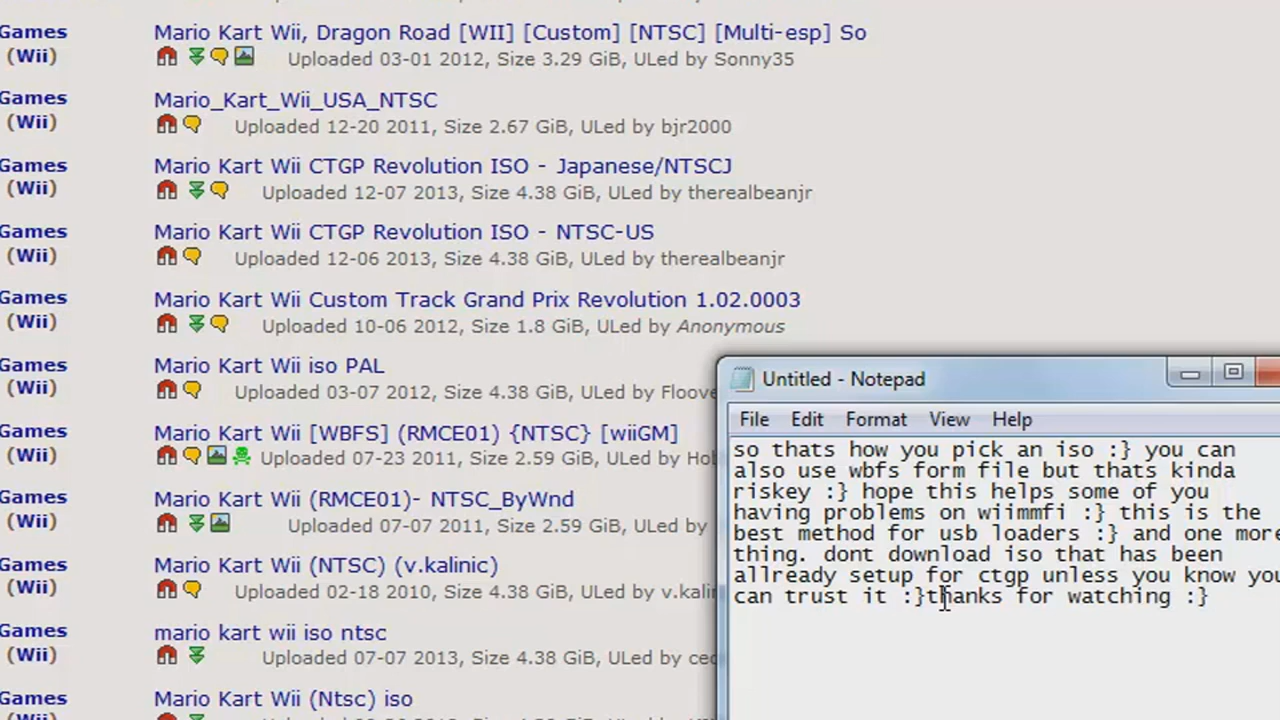 Games
(Wii)
Mario Kart Wii, Dragon Road [WII] [Custom] [NTSC] [Multi-esp] So
Uploaded 03-01 2012, Size 3.29 GiB, ULed by Sonny35
Games
(Wii)
Mario_Kart_Wii_USA_NTSC
Uploaded 12-20 2011, Size 2.67 GiB, ULed by bjr2000
Games
(Wii)
Mario Kart Wii CTGP Revolution ISO - Japanese/NTSCJ
Uploaded 12-07 2013, Size 4.38 GiB, ULed by therealbeanjr
Games
(Wii)
Mario Kart Wii CTGP Revolution ISO - NTSC-US
Uploaded 12-06 2013, Size 4.38 GiB, ULed by therealbeanjr
Games
(Wii)
Mario Kart Wii Custom Track Grand Prix Revolution 1.02.0003
Uploaded 10-06 2012, Size 1.8 GiB, ULed by Anonymous
Games
(Wii)
Mario Kart Wii iso PAL
Uploaded 03-07 2012, Size 4.38 GiB, ULed by Floove
Games
(Wii)
Mario Kart Wii [WBFS] (RMCE01) {NTSC} [wiiGM]
Uploaded 07-23 2011, Size 2.59 GiB, ULed by
Games
(Wii)
Mario Kart Wii (RMCE01)- NTSC_ByWnd
Uploaded 07-07 2011, Size 2.59 GiB, ULed by
Games
(Wii)
Mario Kart Wii (NTSC) (v.kalinic)
Uploaded 02-18 2010, Size 4.38 GiB, ULed by v.kali
Games
(Wii)
mario kart wii iso ntsc
Uploaded 07-07 2013, Size 4.38 GiB, ULed by
Games
Mario Kart Wii (Ntsc) iso
Untitled - Notepad
File Edit Format View Help
so thats how you pick an iso :} you can
also use wbfs form file but thats kinda
riskey :} hope this helps some of you
having problems on wiimmfi :} this is the
best method for usb loaders :} and one more
thing. dont download iso that has been
allready setup for ctgp unless you know you
can trust it :}thanks for watching :}